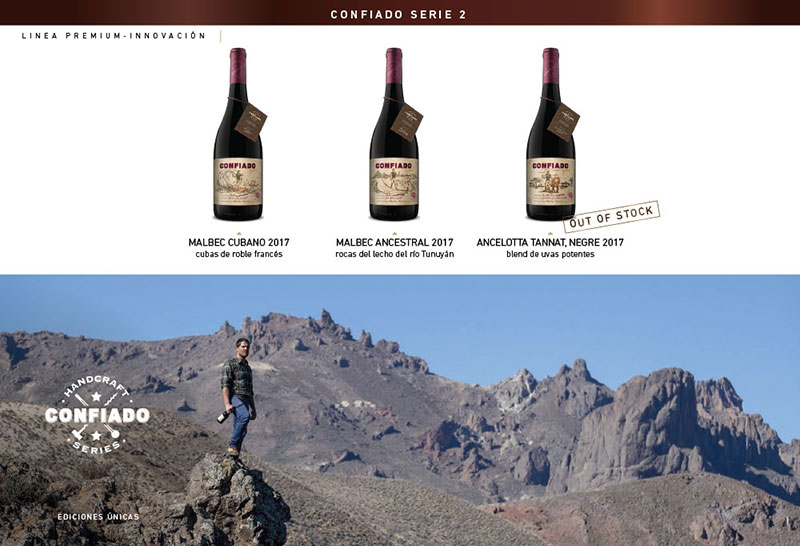 CONFIADO SERIE 2
LINEA PREMIUM-INNOVACIÓN
CONFIADO
CONFIADO
CONFIADO
OUT OF STOCK
MALBEC CUBANO 2017
cubas de roble francés
MALBEC ANCESTRAL 2017
rocas del lecho del río Tunuyán
ANCELOTTA TANNAT, NEGRE 2017
blend de uvas potentes
HANDCRAFT
CONFIADO
SERIES
EDICIONES ÚNICAS